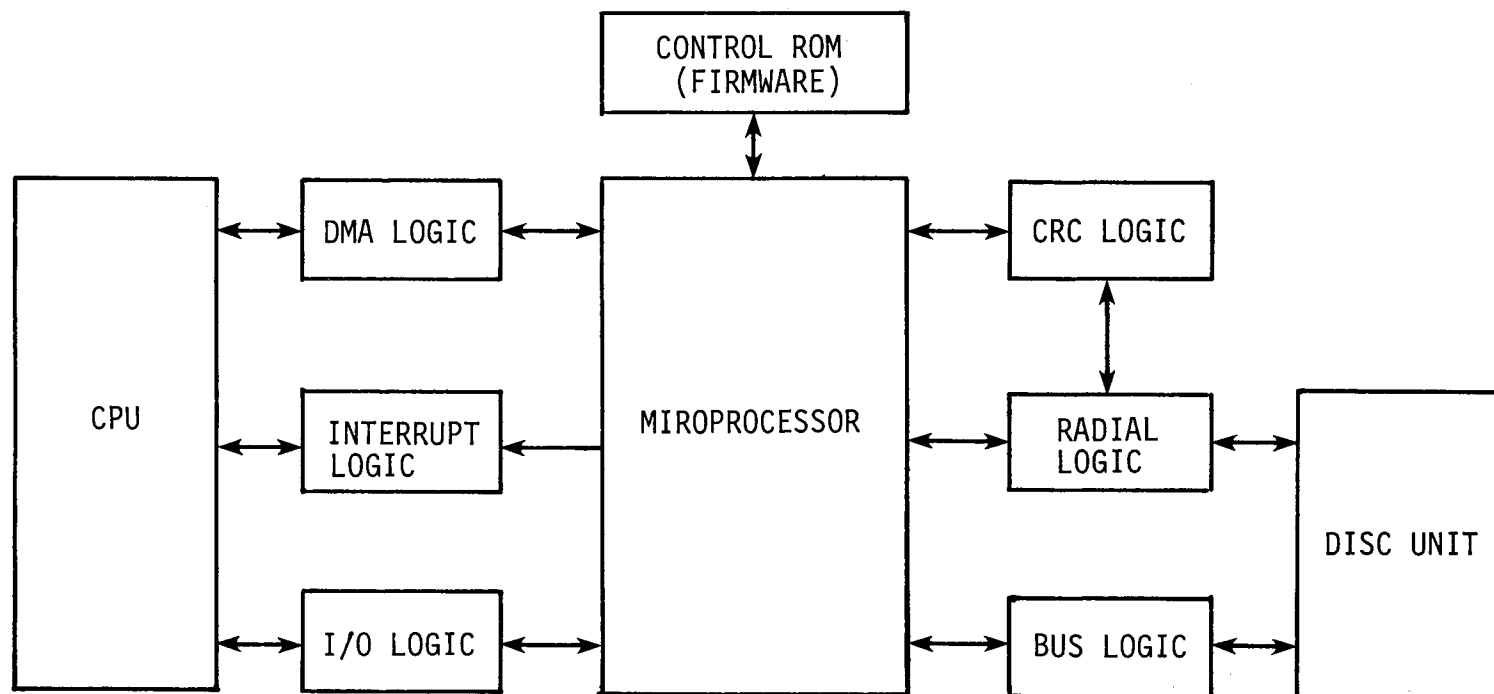 CONTROL ROM
(FIRMWARE)
DMA LOGIC
CRC LOGIC
CPU
INTERRUPT
LOGIC
MIROPROCESSOR
RADIAL
LOGIC
DISC UNIT
I/O LOGIC
BUS LOGIC